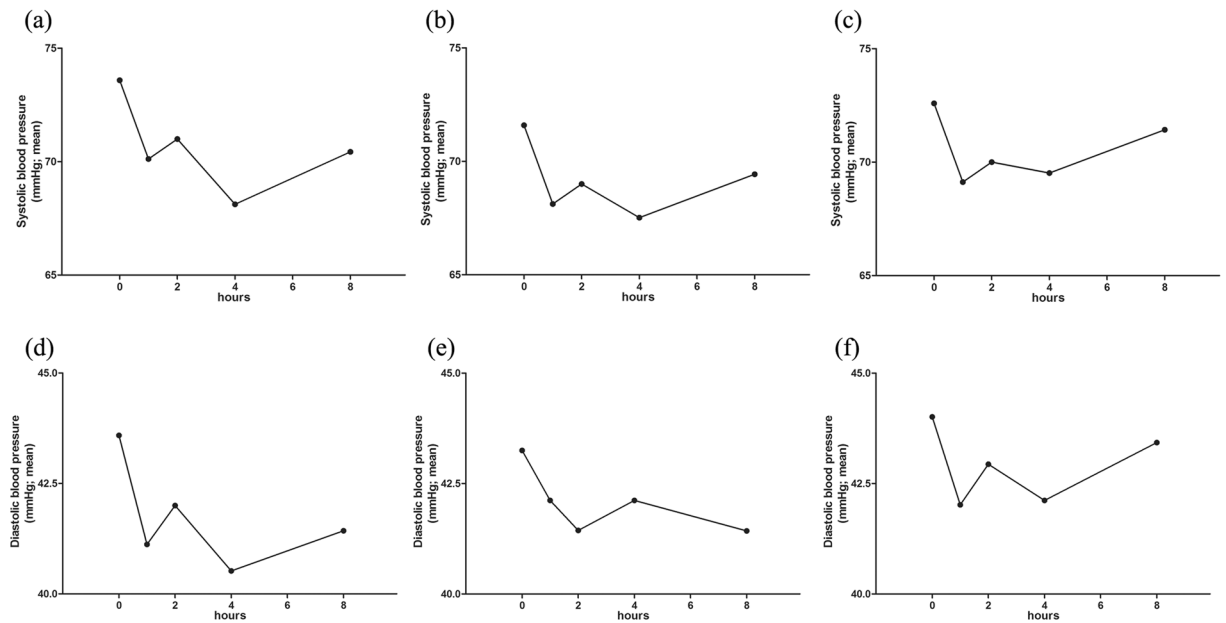 (a)
Systolic blood pressure
(mmHg; mean)
75
70
65
0 2 4 6 8
hours
(b)
Systolic blood pressure
(mmHg; mean)
75
70
65
0 2 4 6 8
hours
(c)
Systolic blood pressure
(mmHg; mean)
75
70
65
0 2 4 6 8
hours
(d)
Diastolic blood pressure
(mmHg; mean)
45.0
42.5
40.0
0 2 4 6 8
hours
(e)
Diastolic blood pressure
(mmHg; mean)
45.0
42.5
40.0
0 2 4 6 8
hours
(f)
Diastolic blood pressure
(mmHg; mean)
45.0
42.5
40.0
0 2 4 6 8
hours